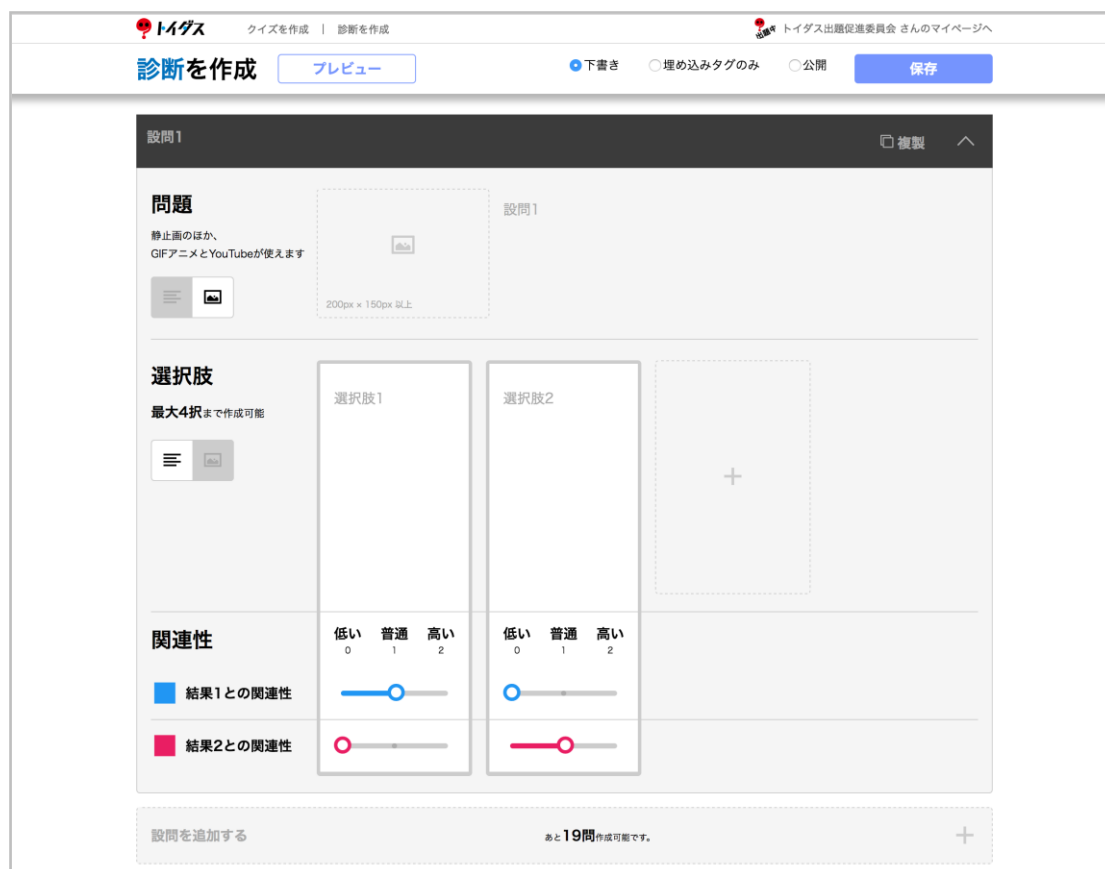 トイダス クイズを作成 | 診断を作成 出題者 トイダス出題促進委員会 さんのマイページへ
診断を作成 プレビュー 下書き 埋め込みタグのみ 公開 保存
設問1 複製
問題
静止画のほか、
GIFアニメとYouTubeが使えます
設問1
200px × 150px 以上
選択肢
最大4択まで作成可能
選択肢1 選択肢2
関連性 低い 普通 高い 低い 普通 高い
0 1 2 0 1 2
結果1との関連性
結果2との関連性
設問を追加する あと19問作成可能です。